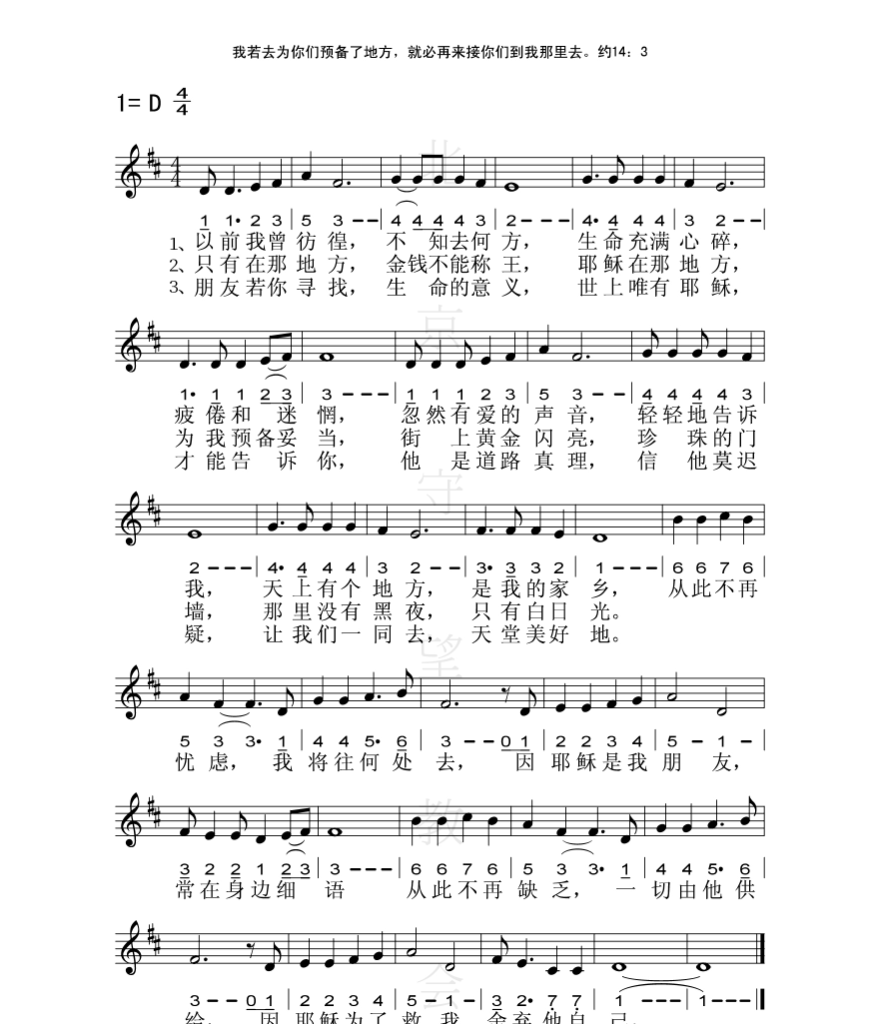 我若去为你们预备了地方，就必再来接你们到我那里去。约14：3
1= D 4/4
1 1• 2 3 | 5 3 – – | 4 4 4 4 3 | 2 – – – | 4• 4 4 4 | 3 2 – – |
1、以前我曾彷徨， 不 知去何方， 生命充满心碎，
2、只有在那地方， 金钱不能称王， 耶稣在那地方，
3、朋友若你寻找， 生 命的意义， 世上唯有耶稣，
1• 1 1 2 3 | 3 – – – | 1 1 1 2 3 | 5 3 – – | 4 4 4 4 3 |
疲倦和 迷 惘， 忽然有爱的声音， 轻轻地告诉
为我预备妥 当， 街 上黄金闪亮， 珍 珠的门
才能告 诉 你， 他 是道路真理， 信 他莫迟
2 – – – | 4• 4 4 4 | 3 2 – – | 3• 3 3 2 | 1 – – – | 6 6 7 6 |
我， 天上有个地方， 是我的家乡， 从此不再
墙， 那里没有黑夜， 只有白日光。
疑， 让我们一同去， 天堂美好地。
5 3 3• 1 | 4 4 5• 6 | 3 – – 0 1 | 2 2 3 4 | 5 – 1 – |
忧虑， 我将往何处去， 因耶稣是我朋友，
3 2 2 1 2 3 | 3 – – – | 6 6 7 6 | 5 3 3• 1 | 4 4 5• 6 |
常在身边细 语 从此不再缺乏， 一切由他供
3 – – 0 1 | 2 2 3 4 | 5 – 1 – | 3 2• 7 7 | 1 – – – | 1 – – – |
给， 因耶稣为了救我 舍弃他自己。
北京守望教会